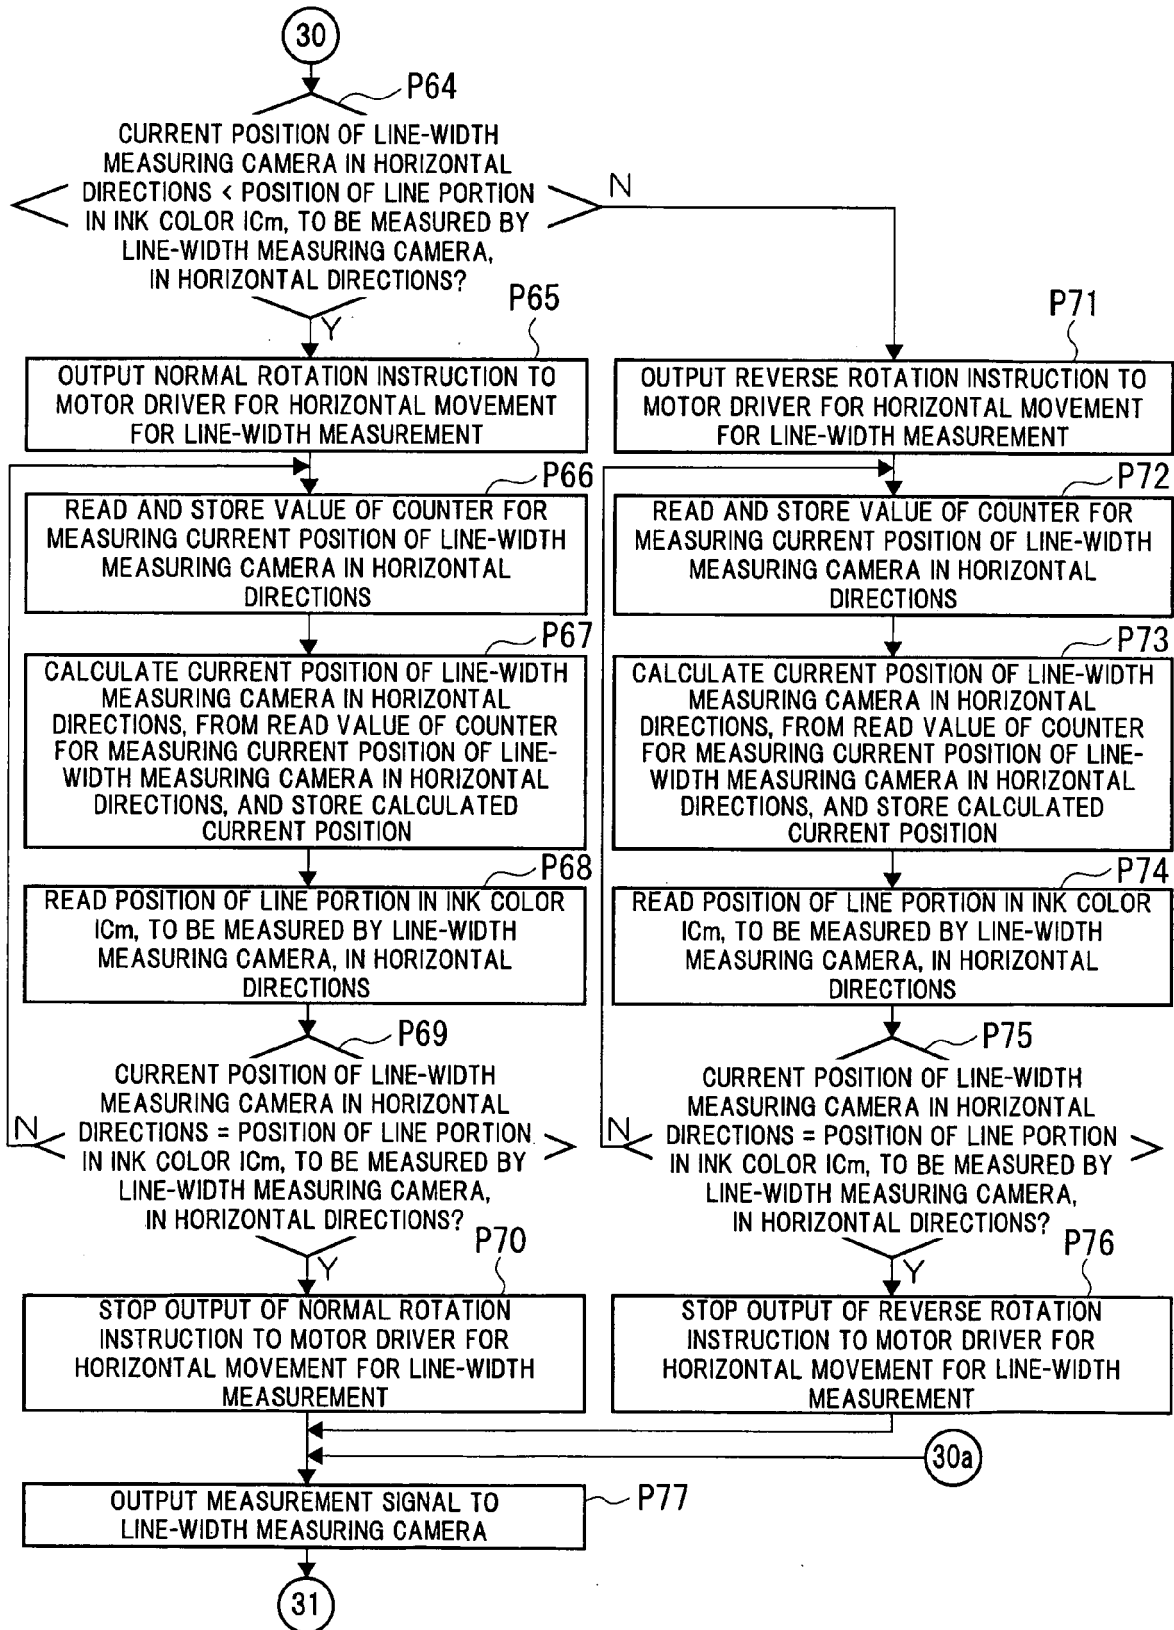 30
P64
CURRENT POSITION OF LINE-WIDTH
MEASURING CAMERA IN HORIZONTAL
DIRECTIONS < POSITION OF LINE PORTION
IN INK COLOR ICm, TO BE MEASURED BY
LINE-WIDTH MEASURING CAMERA,
IN HORIZONTAL DIRECTIONS?
N
Y
P65
OUTPUT NORMAL ROTATION INSTRUCTION TO
MOTOR DRIVER FOR HORIZONTAL MOVEMENT
FOR LINE-WIDTH MEASUREMENT
P66
READ AND STORE VALUE OF COUNTER FOR
MEASURING CURRENT POSITION OF LINE-WIDTH
MEASURING CAMERA IN HORIZONTAL
DIRECTIONS
P67
CALCULATE CURRENT POSITION OF LINE-WIDTH
MEASURING CAMERA IN HORIZONTAL
DIRECTIONS, FROM READ VALUE OF COUNTER
FOR MEASURING CURRENT POSITION OF LINE-
WIDTH MEASURING CAMERA IN HORIZONTAL
DIRECTIONS, AND STORE CALCULATED
CURRENT POSITION
P68
READ POSITION OF LINE PORTION IN INK COLOR
ICm, TO BE MEASURED BY LINE-WIDTH
MEASURING CAMERA, IN HORIZONTAL
DIRECTIONS
P69
CURRENT POSITION OF LINE-WIDTH
MEASURING CAMERA IN HORIZONTAL
DIRECTIONS = POSITION OF LINE PORTION
IN INK COLOR ICm, TO BE MEASURED BY
LINE-WIDTH MEASURING CAMERA,
IN HORIZONTAL DIRECTIONS?
N
Y
P70
STOP OUTPUT OF NORMAL ROTATION
INSTRUCTION TO MOTOR DRIVER FOR
HORIZONTAL MOVEMENT FOR LINE-WIDTH
MEASUREMENT
P71
OUTPUT REVERSE ROTATION INSTRUCTION TO
MOTOR DRIVER FOR HORIZONTAL MOVEMENT
FOR LINE-WIDTH MEASUREMENT
P72
READ AND STORE VALUE OF COUNTER FOR
MEASURING CURRENT POSITION OF LINE-WIDTH
MEASURING CAMERA IN HORIZONTAL
DIRECTIONS
P73
CALCULATE CURRENT POSITION OF LINE-WIDTH
MEASURING CAMERA IN HORIZONTAL
DIRECTIONS, FROM READ VALUE OF COUNTER
FOR MEASURING CURRENT POSITION OF LINE-
WIDTH MEASURING CAMERA IN HORIZONTAL
DIRECTIONS, AND STORE CALCULATED
CURRENT POSITION
P74
READ POSITION OF LINE PORTION IN INK COLOR
ICm, TO BE MEASURED BY LINE-WIDTH
MEASURING CAMERA, IN HORIZONTAL
DIRECTIONS
P75
CURRENT POSITION OF LINE-WIDTH
MEASURING CAMERA IN HORIZONTAL
DIRECTIONS = POSITION OF LINE PORTION
IN INK COLOR ICm, TO BE MEASURED BY
LINE-WIDTH MEASURING CAMERA,
IN HORIZONTAL DIRECTIONS?
N
Y
P76
STOP OUTPUT OF REVERSE ROTATION
INSTRUCTION TO MOTOR DRIVER FOR
HORIZONTAL MOVEMENT FOR LINE-WIDTH
MEASUREMENT
30a
P77
OUTPUT MEASUREMENT SIGNAL TO
LINE-WIDTH MEASURING CAMERA
31